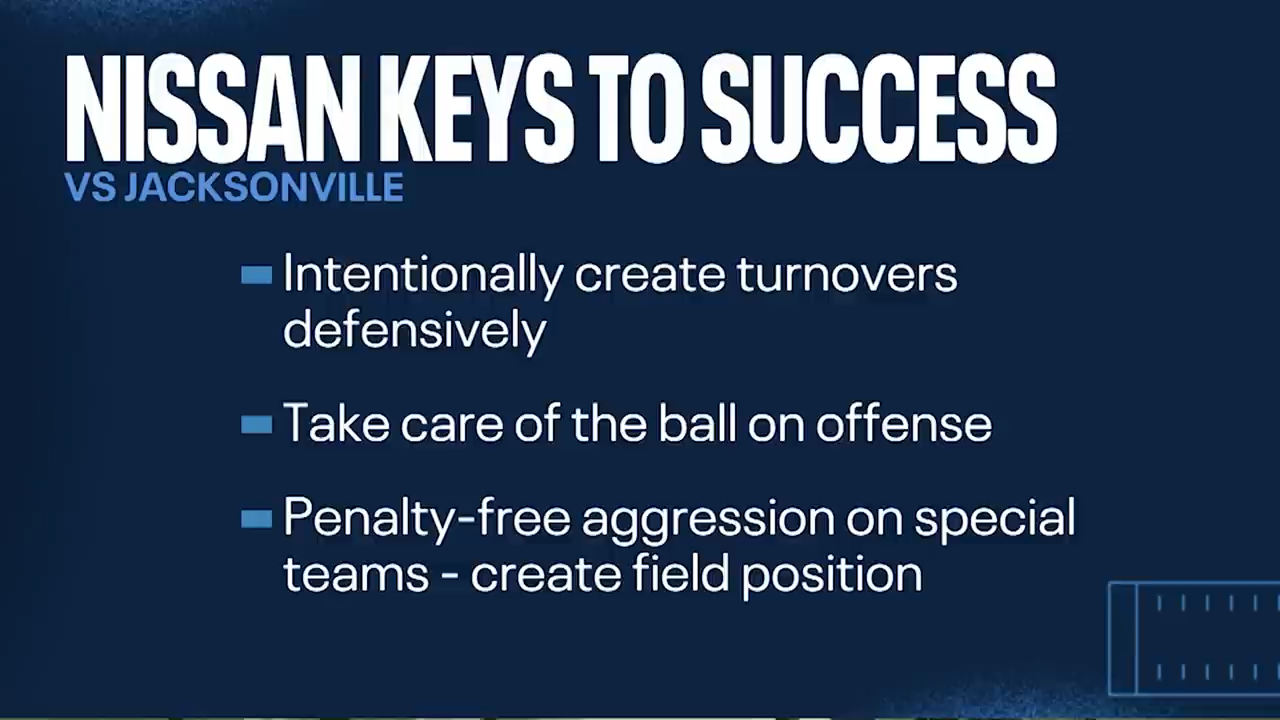 NISSAN KEYS TO SUCCESS
VS JACKSONVILLE
Intentionally create turnovers
defensively
Take care of the ball on offense
Penalty-free aggression on special
teams - create field position